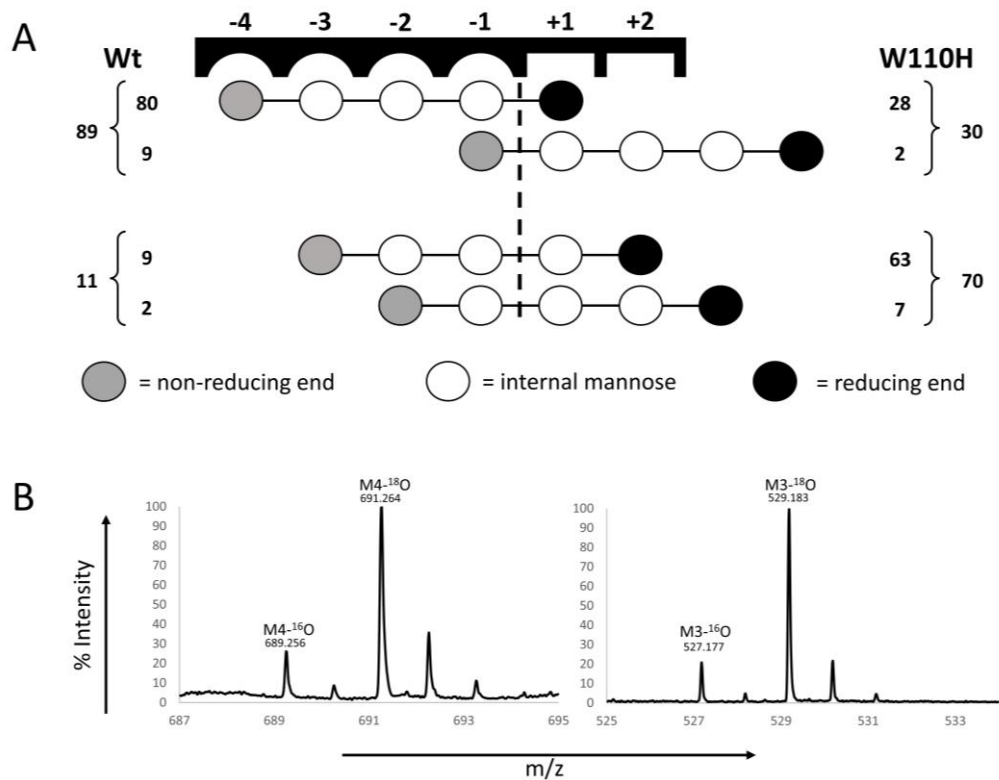 A
-4 -3 -2 -1 +1 +2
Wt
W110H
80
28
89
30
9
2
9
63
11
70
2
7
= non-reducing end
= internal mannose
= reducing end
B
% Intensity
M4-¹⁸O
691.264
M4-¹⁶O
689.256
100
90
80
70
60
50
40
30
20
10
0
687 689 691 693 695
M3-¹⁸O
529.183
M3-¹⁶O
527.177
100
90
80
70
60
50
40
30
20
10
0
525 527 529 531 533
m/z